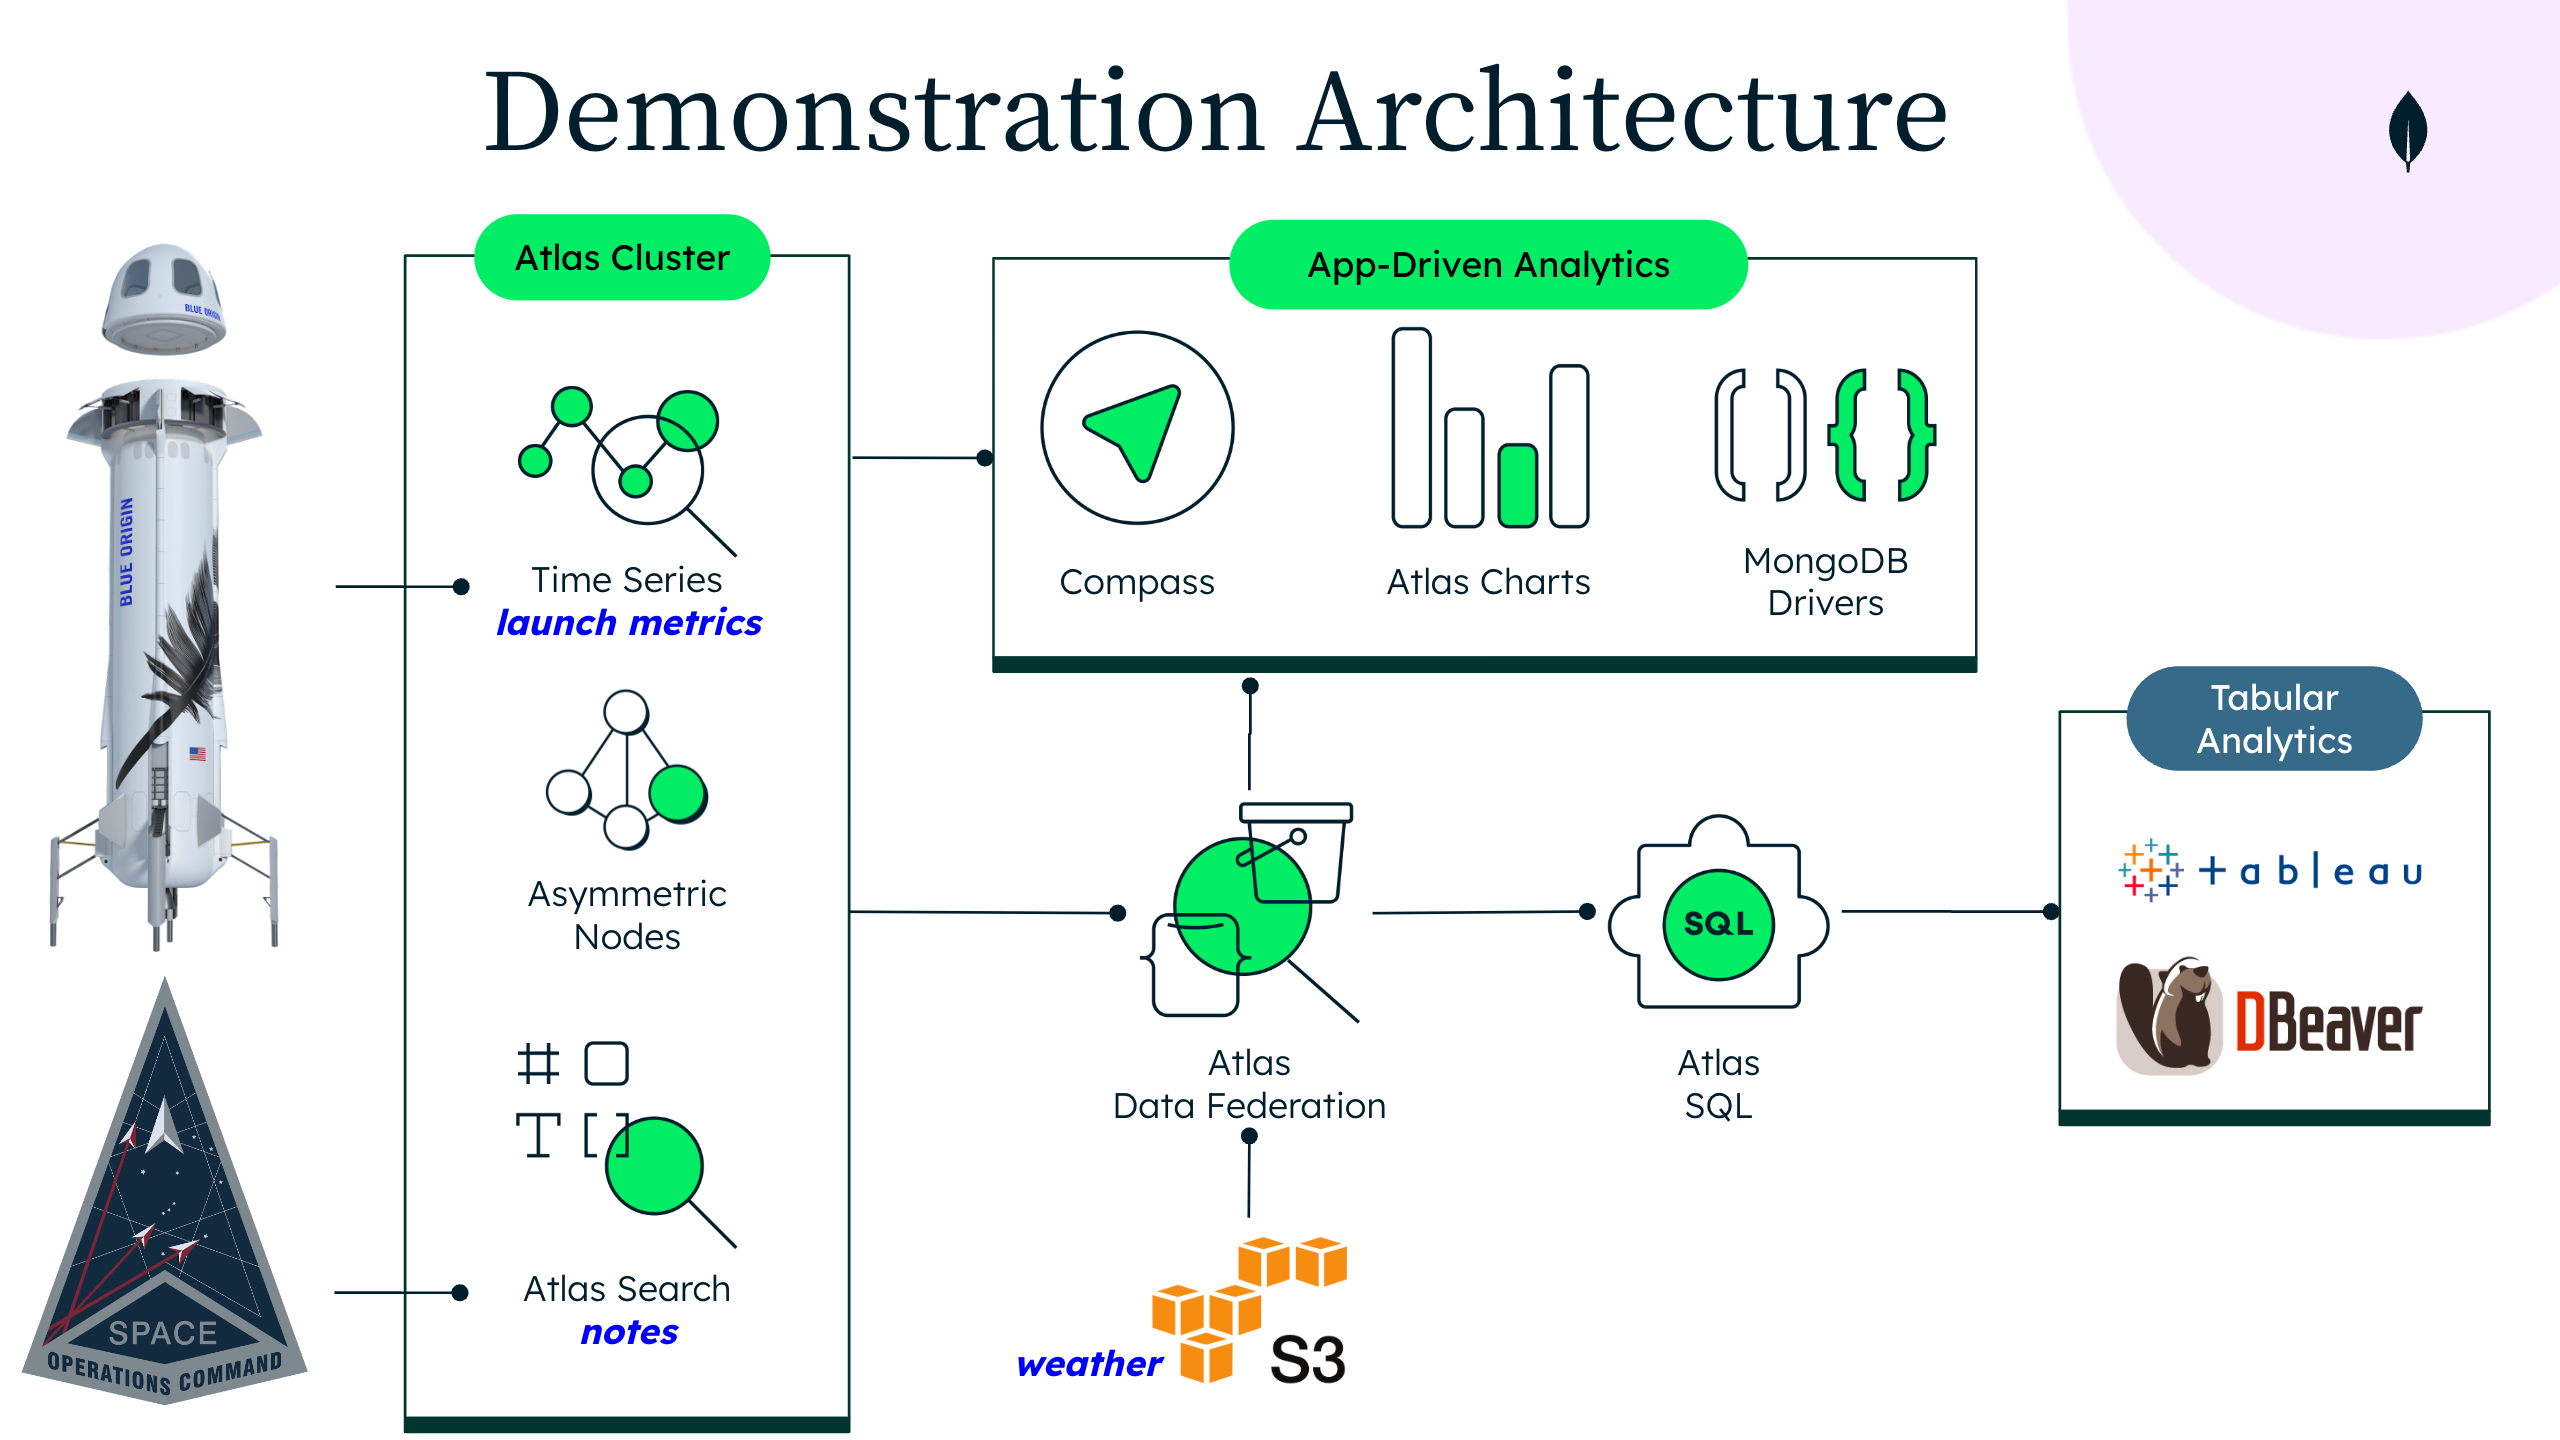 Demonstration Architecture
BLUE ORIGIN
BLUE ORIGIN
Atlas Cluster
Time Series
launch metrics
Asymmetric
Nodes
Atlas Search
notes
SPACE
OPERATIONS COMMAND
App-Driven Analytics
Compass
Atlas Charts
MongoDB
Drivers
Atlas
Data Federation
weather
S3
SQL
Atlas
SQL
Tabular
Analytics
+ableau
DBeaver